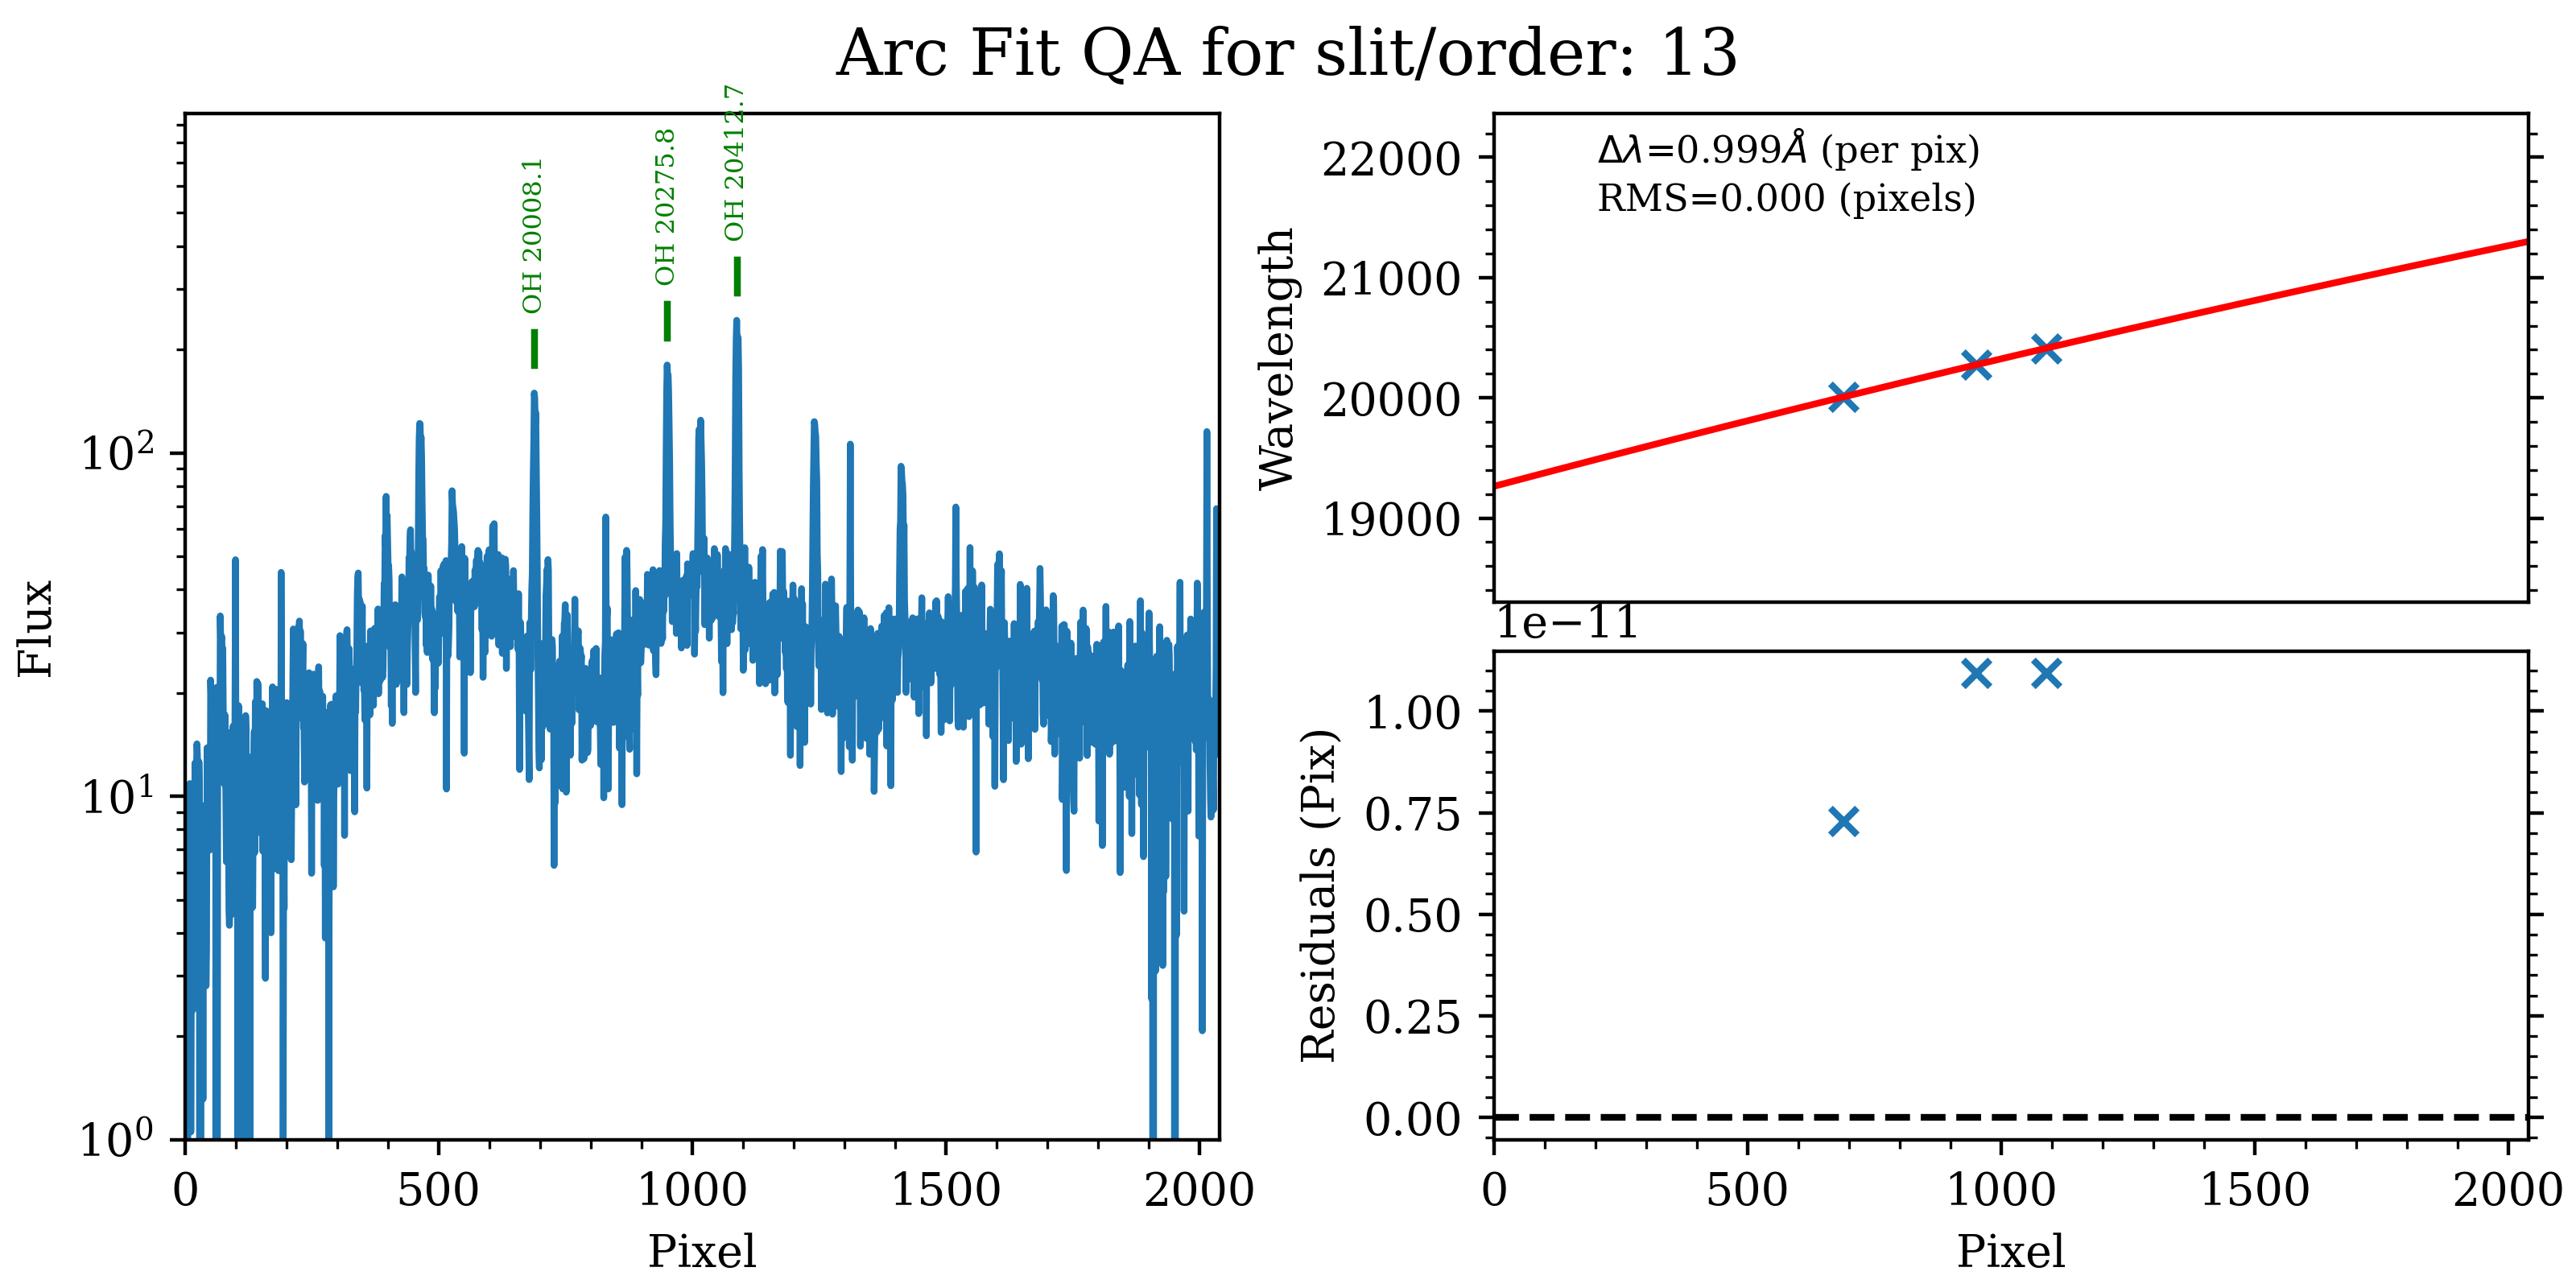 Arc Fit QA for slit/order: 13
OH 20008.1
OH 20275.8
OH 20412.7
Flux
10²
10¹
10⁰
0 500 1000 1500 2000
Pixel
Δλ=0.999Å (per pix)
RMS=0.000 (pixels)
Wavelength
22000
21000
20000
19000
1e−11
Residuals (Pix)
1.00
0.75
0.50
0.25
0.00
0 500 1000 1500 2000
Pixel